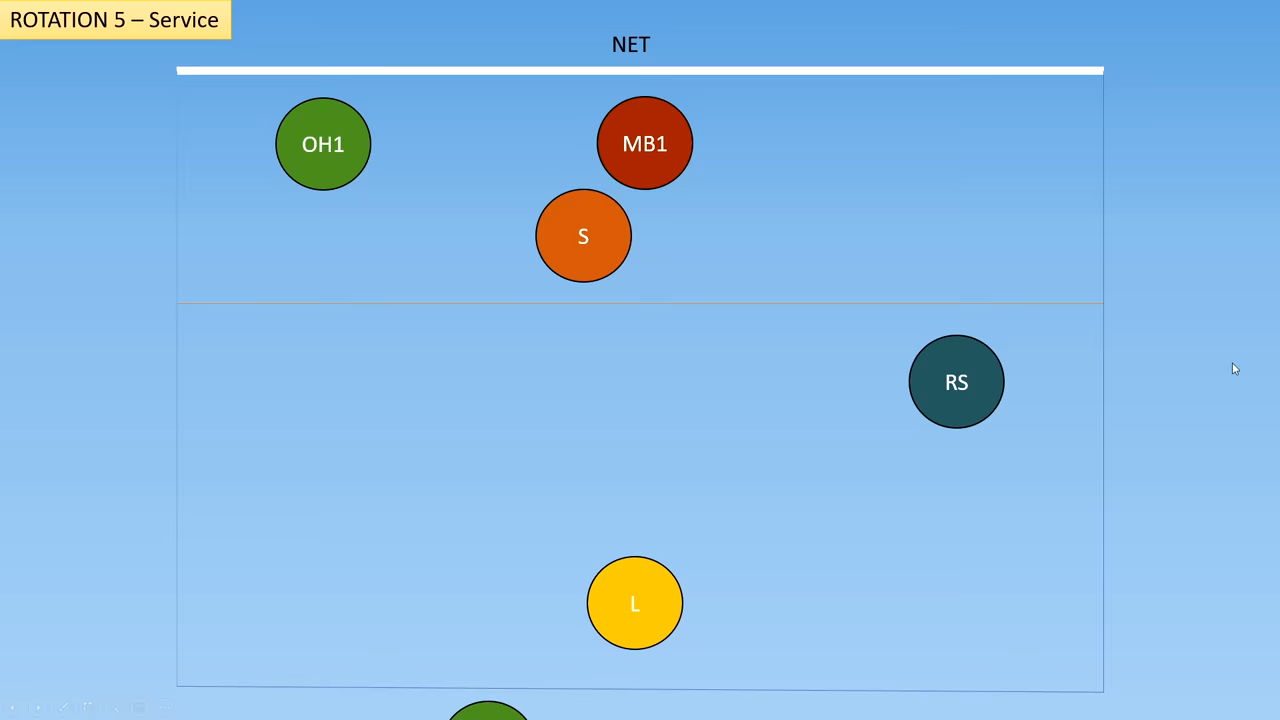 ROTATION 5 – Service
NET
OH1
MB1
S
RS
L